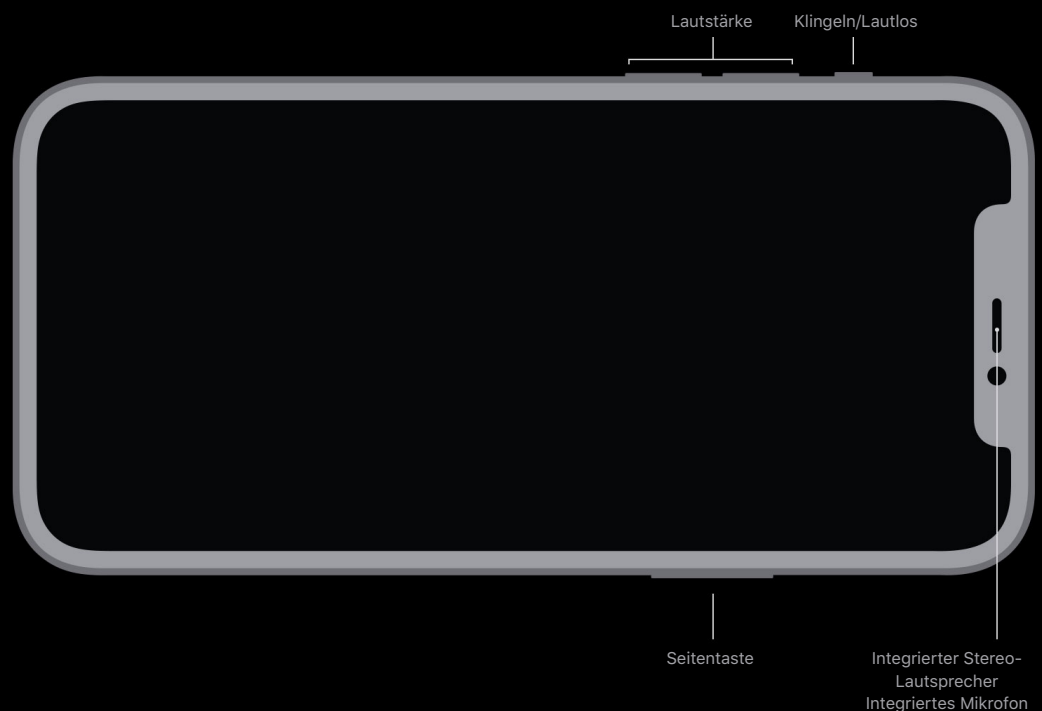 Lautstärke
Klingeln/Lautlos
Seitentaste
Integrierter Stereo-
Lautsprecher
Integriertes Mikrofon